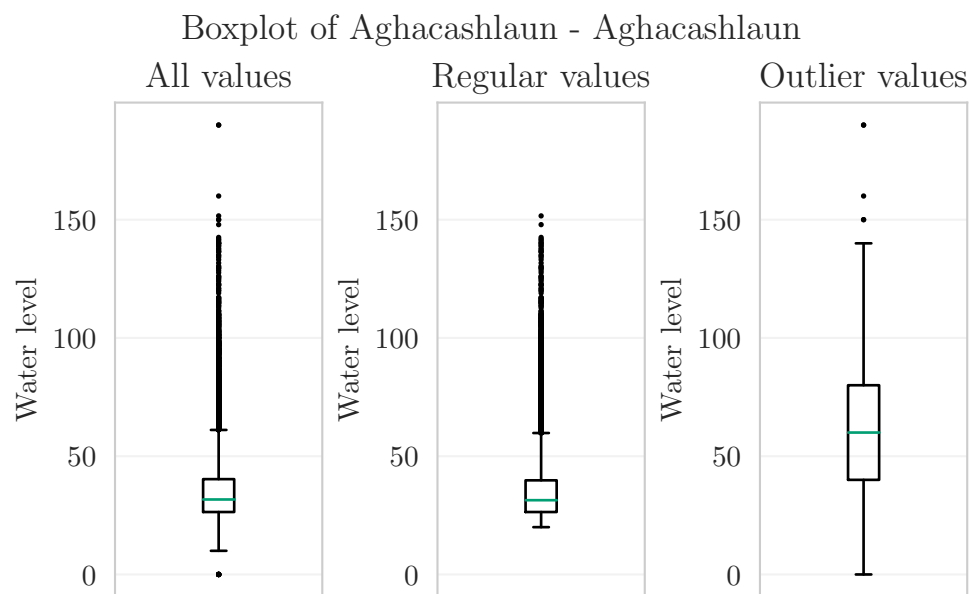 Boxplot of Aghacashlaun - Aghacashlaun
All values
Water level
150
100
50
0
Regular values
Water level
150
100
50
0
Outlier values
Water level
150
100
50
0